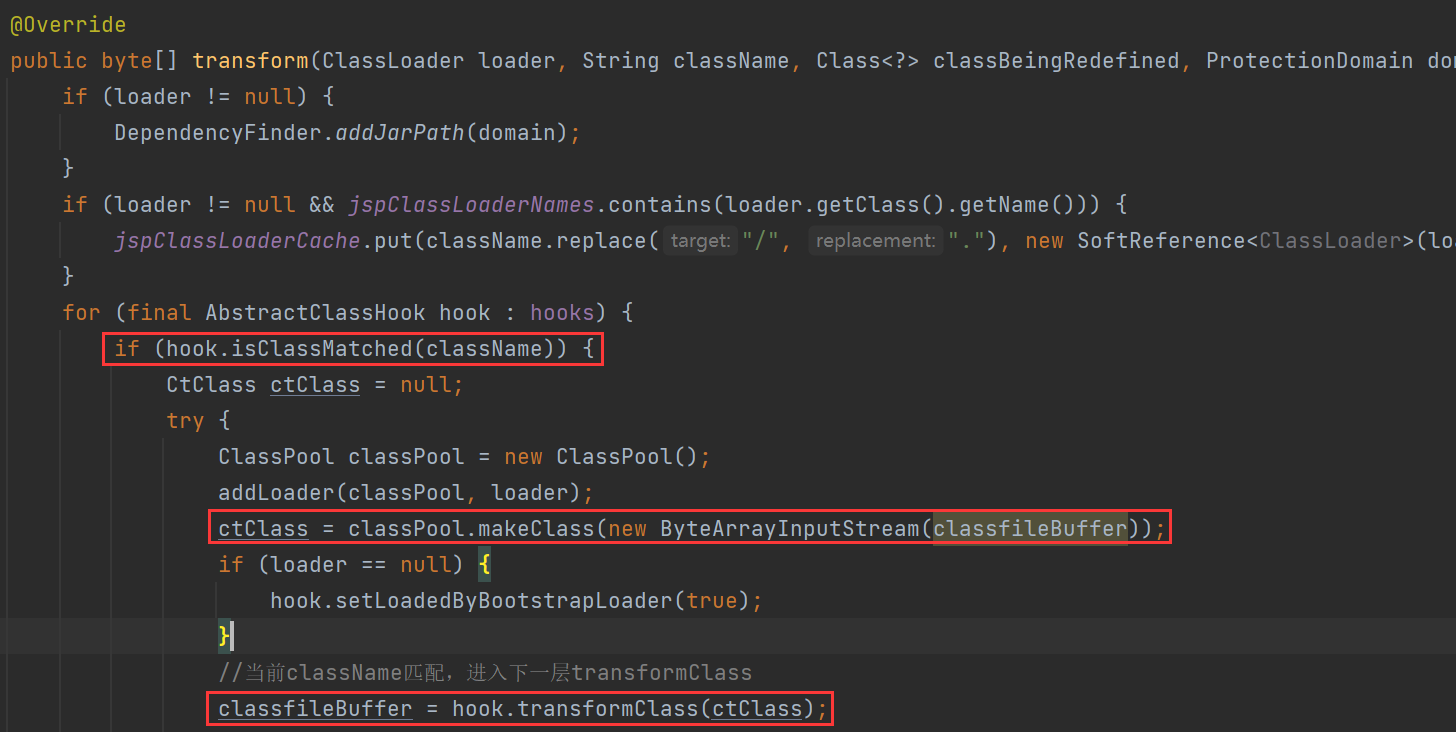 @Override
public byte[] transform(ClassLoader loader, String className, Class<?> classBeingRedefined, ProtectionDomain
if (loader != null) {
DependencyFinder.addJarPath(domain);
}
if (loader != null && jspClassLoaderNames.contains(loader.getClass().getName())) {
jspClassLoaderCache.put(className.replace( target: "/", replacement: "."), new SoftReference<ClassLoader>(
}
for (final AbstractClassHook hook : hooks) {
if (hook.isClassMatched(className)) {
CtClass ctClass = null;
try {
ClassPool classPool = new ClassPool();
addLoader(classPool, loader);
ctClass = classPool.makeClass(new ByteArrayInputStream(classfileBuffer));
if (loader == null) {
hook.setLoadedByBootstrapLoader(true);
}
//当前className匹配，进入下一层transformClass
classfileBuffer = hook.transformClass(ctClass);